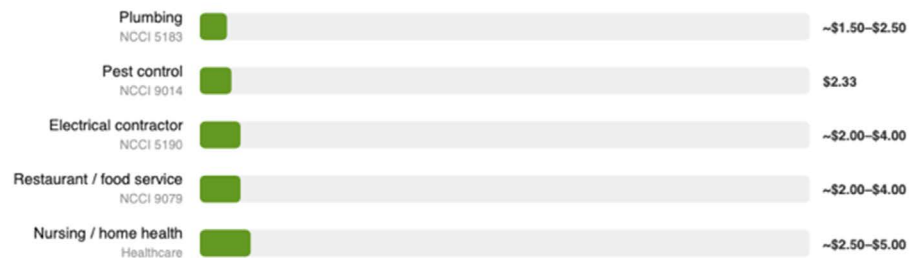 Plumbing
NCCI 5183
~$1.50–$2.50
Pest control
NCCI 9014
$2.33
Electrical contractor
NCCI 5190
~$2.00–$4.00
Restaurant / food service
NCCI 9079
~$2.00–$4.00
Nursing / home health
Healthcare
~$2.50–$5.00